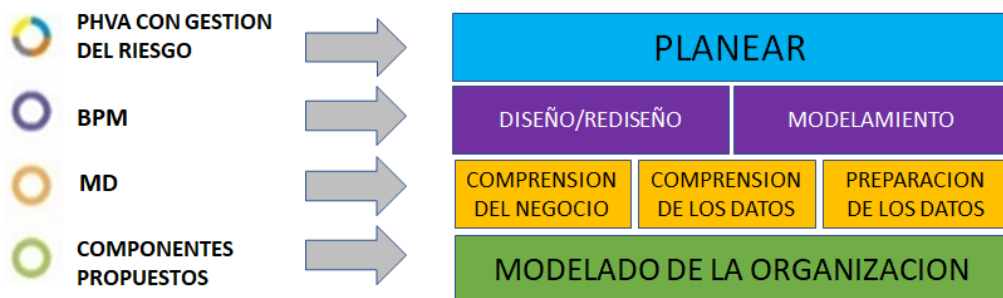 PHVA CON GESTION
DEL RIESGO
PLANEAR
BPM
DISEÑO/REDISEÑO
MODELAMIENTO
MD
COMPRENSION
DEL NEGOCIO
COMPRENSION
DE LOS DATOS
PREPARACION
DE LOS DATOS
COMPONENTES
PROPUESTOS
MODELADO DE LA ORGANIZACION